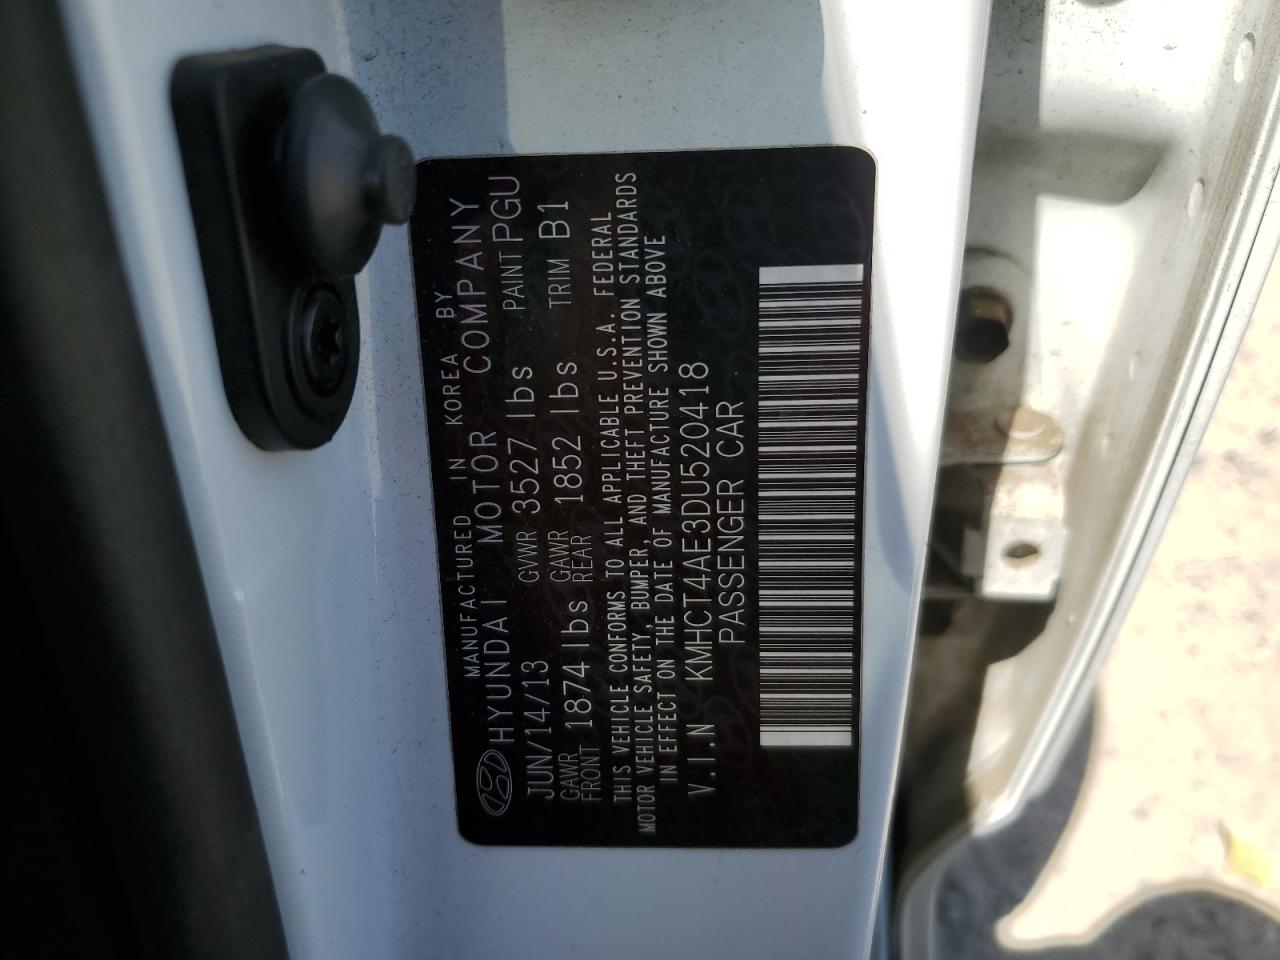 MANUFACTURED IN KOREA BY
HYUNDAI MOTOR COMPANY
JUN/14/13 GVWR 3527 lbs PAINT PGU
GAWR FRONT 1874 lbs GAWR REAR 1852 lbs TRIM B1
THIS VEHICLE CONFORMS TO ALL APPLICABLE U.S.A. FEDERAL
MOTOR VEHICLE SAFETY, BUMPER, AND THEFT PREVENTION STANDARDS
IN EFFECT ON THE DATE OF MANUFACTURE SHOWN ABOVE
V.I.N KMHCT4AE3DU520418
PASSENGER CAR